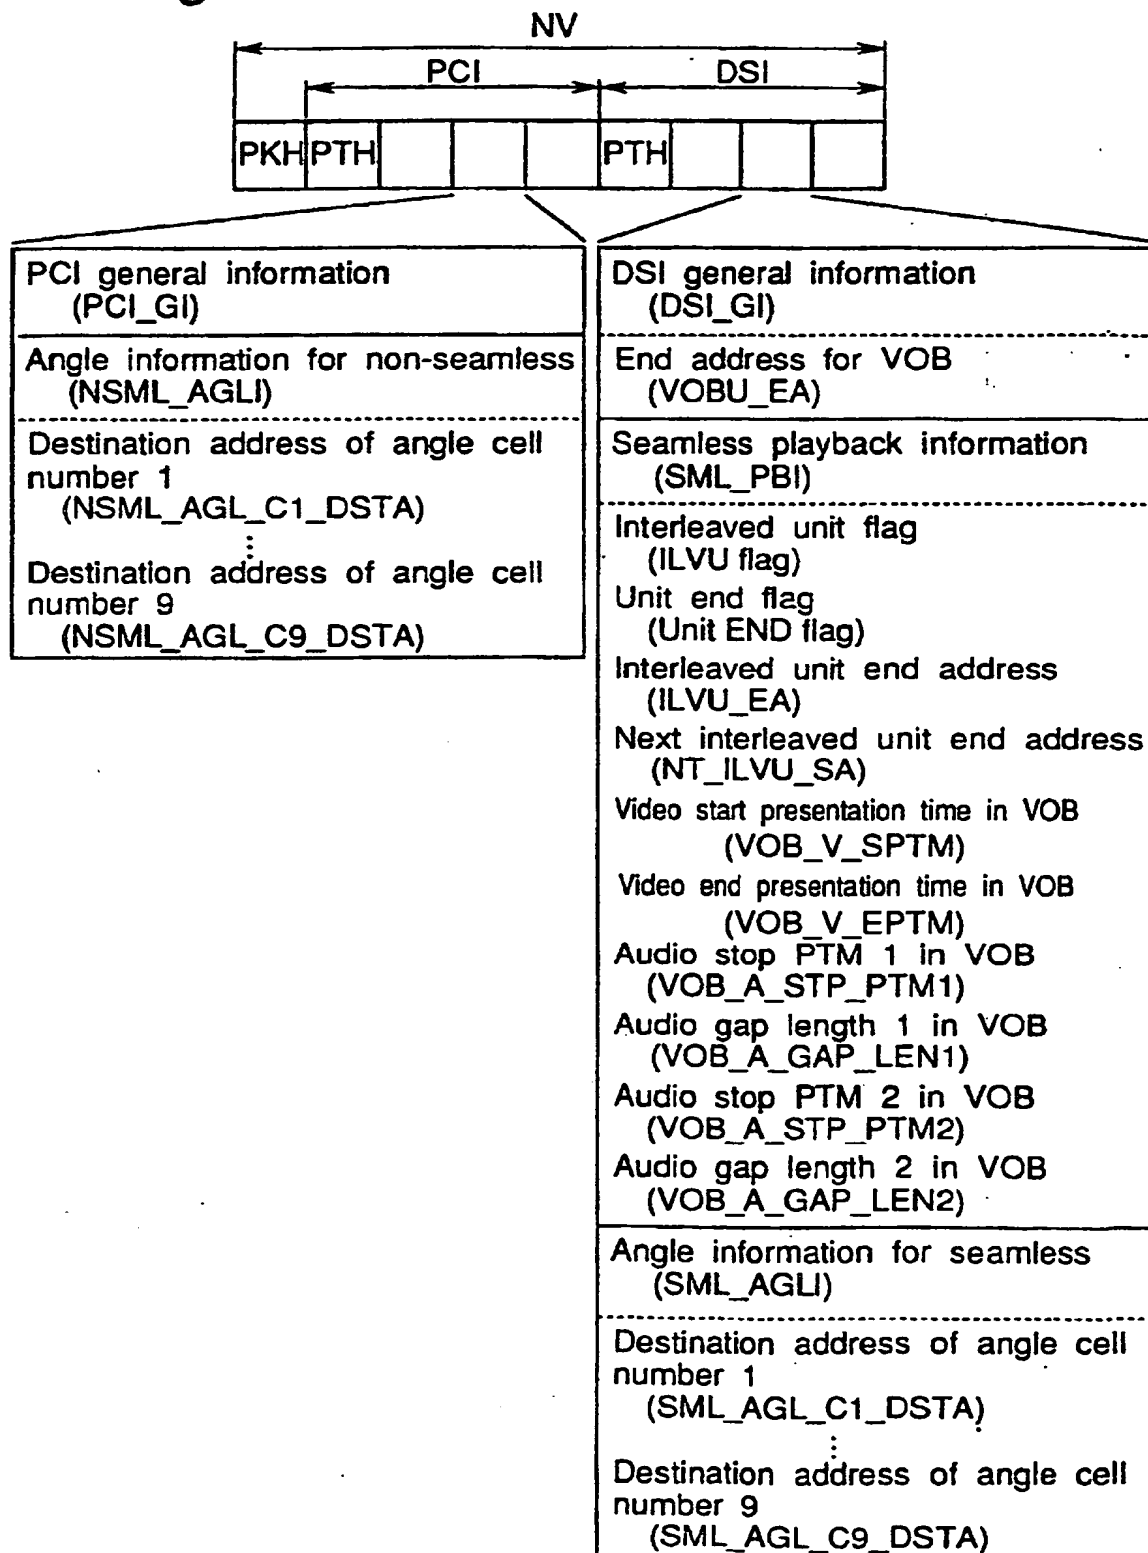 NV
PCI DSI
PKH PTH PTH
PCI general information
(PCI_GI)
Angle information for non-seamless
(NSML_AGLI)
Destination address of angle cell
number 1
(NSML_AGL_C1_DSTA)
Destination address of angle cell
number 9
(NSML_AGL_C9_DSTA)
DSI general information
(DSI_GI)
End address for VOB
(VOBU_EA)
Seamless playback information
(SML_PBI)
Interleaved unit flag
(ILVU flag)
Unit end flag
(Unit END flag)
Interleaved unit end address
(ILVU_EA)
Next interleaved unit end address
(NT_ILVU_SA)
Video start presentation time in VOB
(VOB_V_SPTM)
Video end presentation time in VOB
(VOB_V_EPTM)
Audio stop PTM 1 in VOB
(VOB_A_STP_PTM1)
Audio gap length 1 in VOB
(VOB_A_GAP_LEN1)
Audio stop PTM 2 in VOB
(VOB_A_STP_PTM2)
Audio gap length 2 in VOB
(VOB_A_GAP_LEN2)
Angle information for seamless
(SML_AGLI)
Destination address of angle cell
number 1
(SML_AGL_C1_DSTA)
Destination address of angle cell
number 9
(SML_AGL_C9_DSTA)